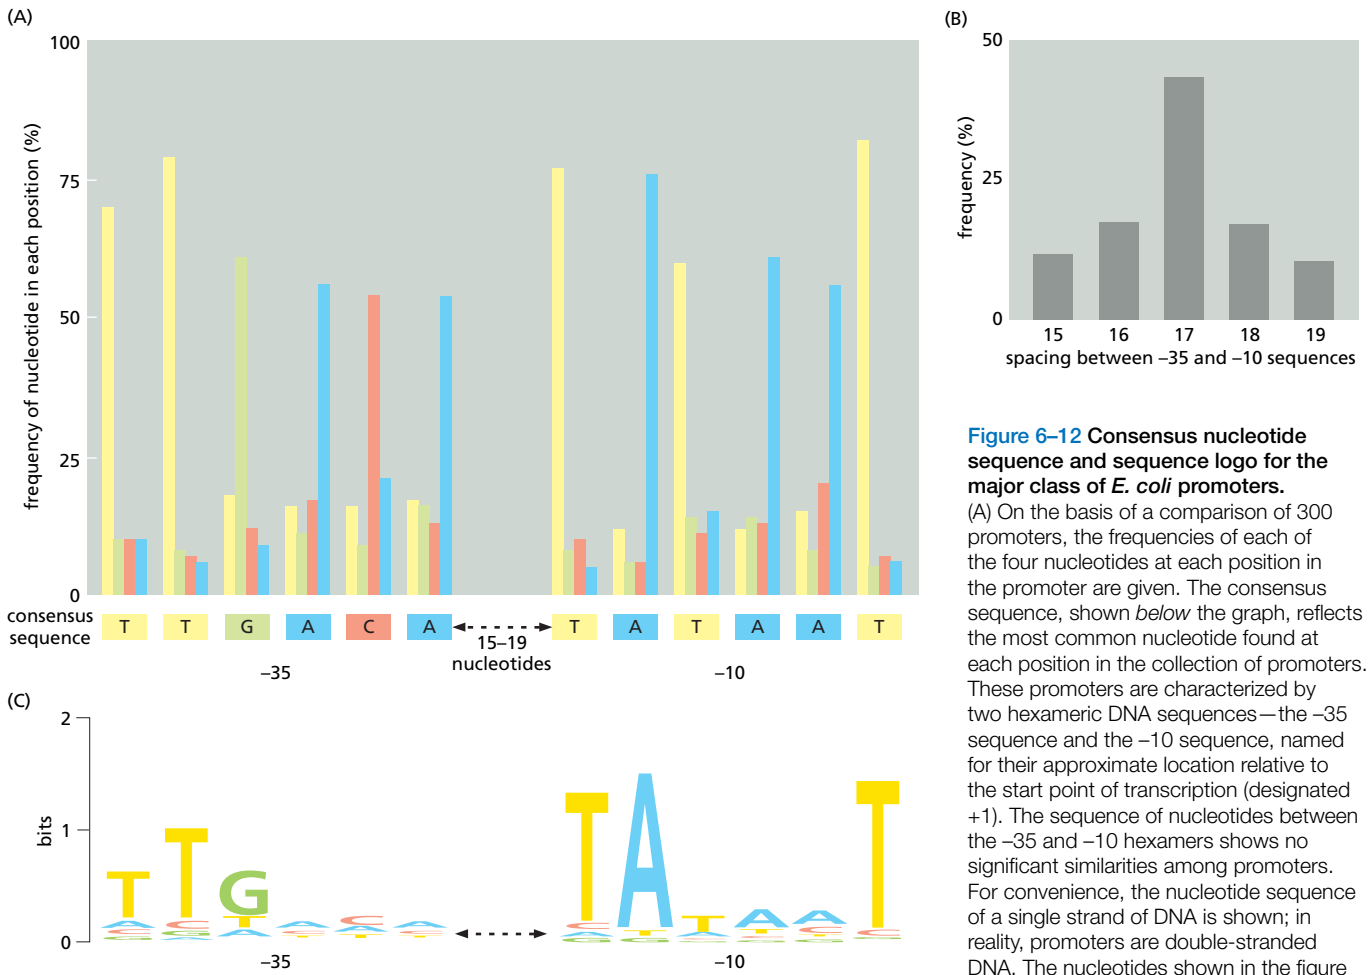 (A)
100
75
50
25
0
frequency of nucleotide in each position (%)
consensus
sequence
T T G A C A T A T A A T
15–19
nucleotides
–35 –10
(B)
50
25
0
frequency (%)
15 16 17 18 19
spacing between –35 and –10 sequences
Figure 6–12 Consensus nucleotide
sequence and sequence logo for the
major class of E. coli promoters.
(A) On the basis of a comparison of 300
promoters, the frequencies of each of
the four nucleotides at each position in
the promoter are given. The consensus
sequence, shown below the graph, reflects
the most common nucleotide found at
each position in the collection of promoters.
These promoters are characterized by
two hexameric DNA sequences—the –35
sequence and the –10 sequence, named
for their approximate location relative to
the start point of transcription (designated
+1). The sequence of nucleotides between
the –35 and –10 hexamers shows no
significant similarities among promoters.
For convenience, the nucleotide sequence
of a single strand of DNA is shown; in
reality, promoters are double-stranded
DNA. The nucleotides shown in the figure
(C)
2
1
0
bits
T T G A C A T A T A A T
A C T C A G C T A T C C
C G A T T T A G C C T G
G A G G G
–35 –10